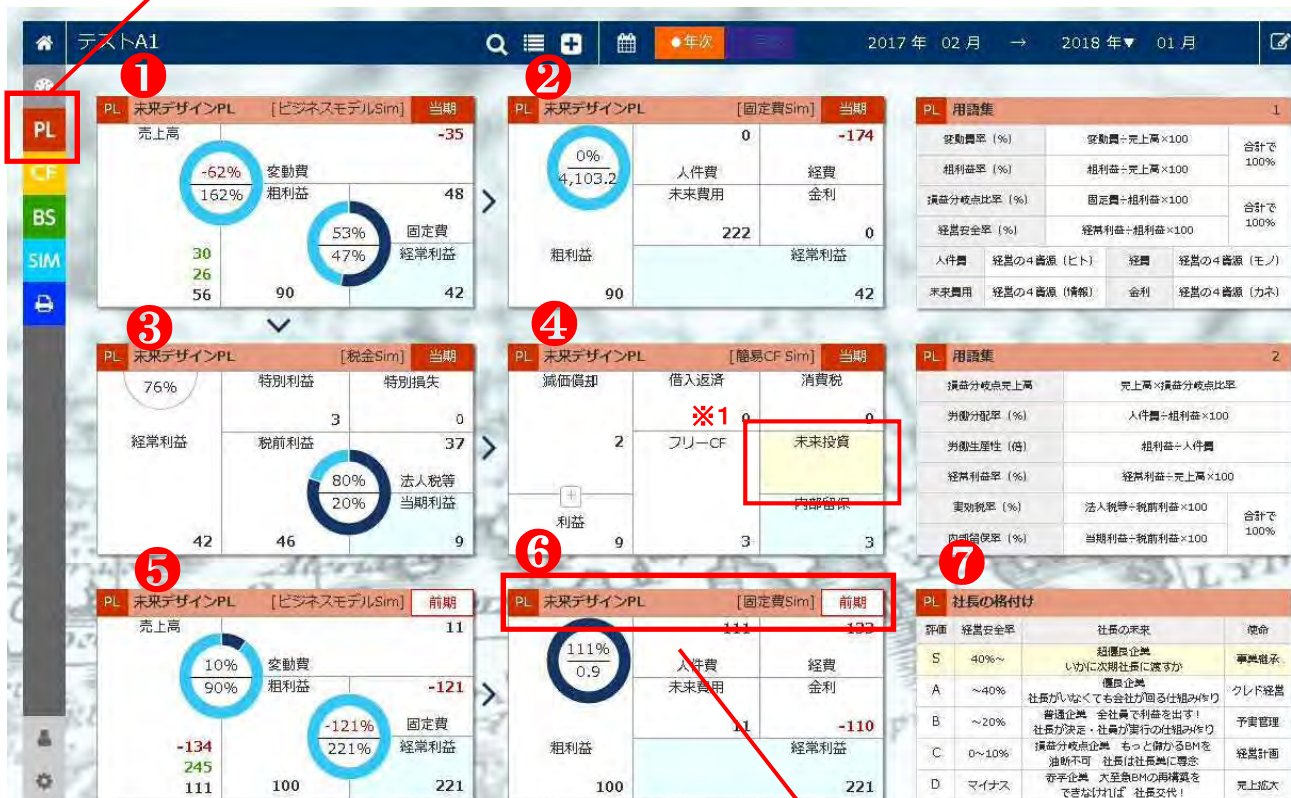 テストA1
●年次
2017 年 02 月 → 2018 年▼ 01 月
PL
CF
BS
SIM
❶
PL 未来デザインPL [ビジネスモデルSim] 当期
売上高 -35
-62% 変動費
162% 粗利益 48
53% 固定費
47% 経常利益
30
26
56 90 42
❷
PL 未来デザインPL [固定費Sim] 当期
0 -174
0%
4,103.2 人件費 経費
未来費用 金利
222 0
粗利益 経常利益
90 42
PL 用語集 1
変動費率 (%) 変動費÷売上高×100 合計で100%
粗利益率 (%) 粗利益÷売上高×100
損益分岐点比率 (%) 固定費÷粗利益×100 合計で100%
経営安全率 (%) 経常利益÷粗利益×100
人件費 経営の4資源 (ヒト) 経費 経営の4資源 (モノ)
未来費用 経営の4資源 (情報) 金利 経営の4資源 (カネ)
❸
PL 未来デザインPL [税金Sim] 当期
76% 特別利益 特別損失
3 0
経常利益 税前利益 37
80% 法人税等
20% 当期利益
42 46 9
❹
PL 未来デザインPL [簡易CF Sim] 当期
減価償却 借入返済 消費税
※1 0 0
2 フリーCF 未来投資
+
利益 内部留保
9 3 3
PL 用語集 2
損益分岐点売上高 売上高×損益分岐点比率
労働分配率 (%) 人件費÷粗利益×100
労働生産性 (倍) 粗利益÷人件費
経常利益率 (%) 経常利益÷売上高×100
実効税率 (%) 法人税等÷税前利益×100 合計で100%
内部留保率 (%) 当期利益÷税前利益×100
❺
PL 未来デザインPL [ビジネスモデルSim] 前期
売上高 11
10% 変動費
90% 粗利益 -121
-121% 固定費
221% 経常利益
-134
245
111 100 221
❻
PL 未来デザインPL [固定費Sim] 前期
111 -133
111%
0.9 人件費 経費
未来費用 金利
11 -110
粗利益 経常利益
100 221
❼
PL 社長の格付け
評価 経営安全率 社長の未来 使命
S 40%~ 超優良企業 事業継承
いかに次期社長に渡すか
A ~40% 優良企業 クレド経営
社長がいなくても会社が回る仕組み作り
B ~20% 普通企業 全社員で利益を出す! 予実管理
社長が決定・社員が実行の仕組み作り
C 0~10% 損益分岐点企業 もっと儲かるBMを 経営計画
油断不可 社長は社長業に専念
D マイナス 赤字企業 大至急BMの再構築を 売上拡大
できなければ 社長交代!